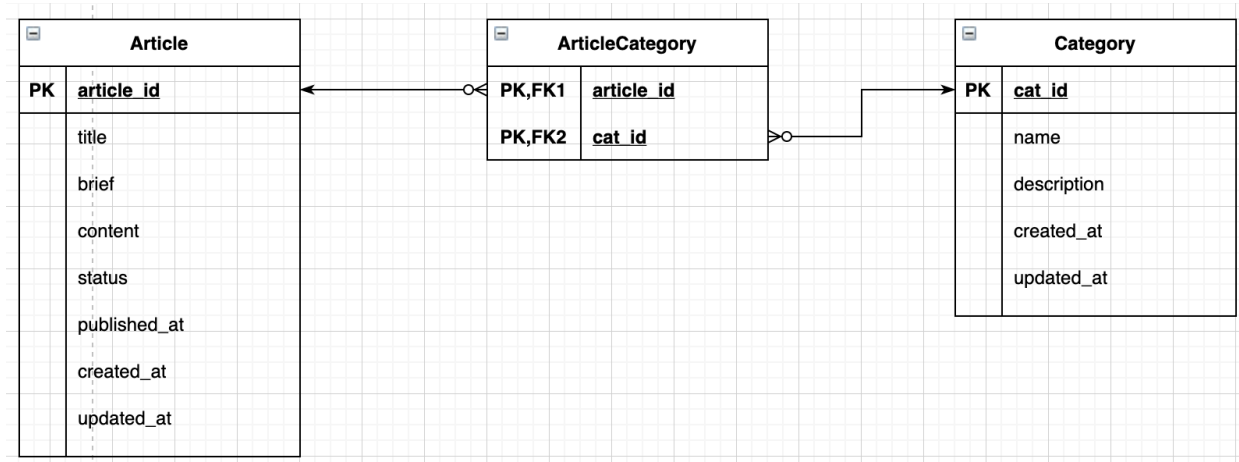 Article
PK article_id
title
brief
content
status
published_at
created_at
updated_at
ArticleCategory
PK,FK1 article_id
PK,FK2 cat_id
Category
PK cat_id
name
description
created_at
updated_at